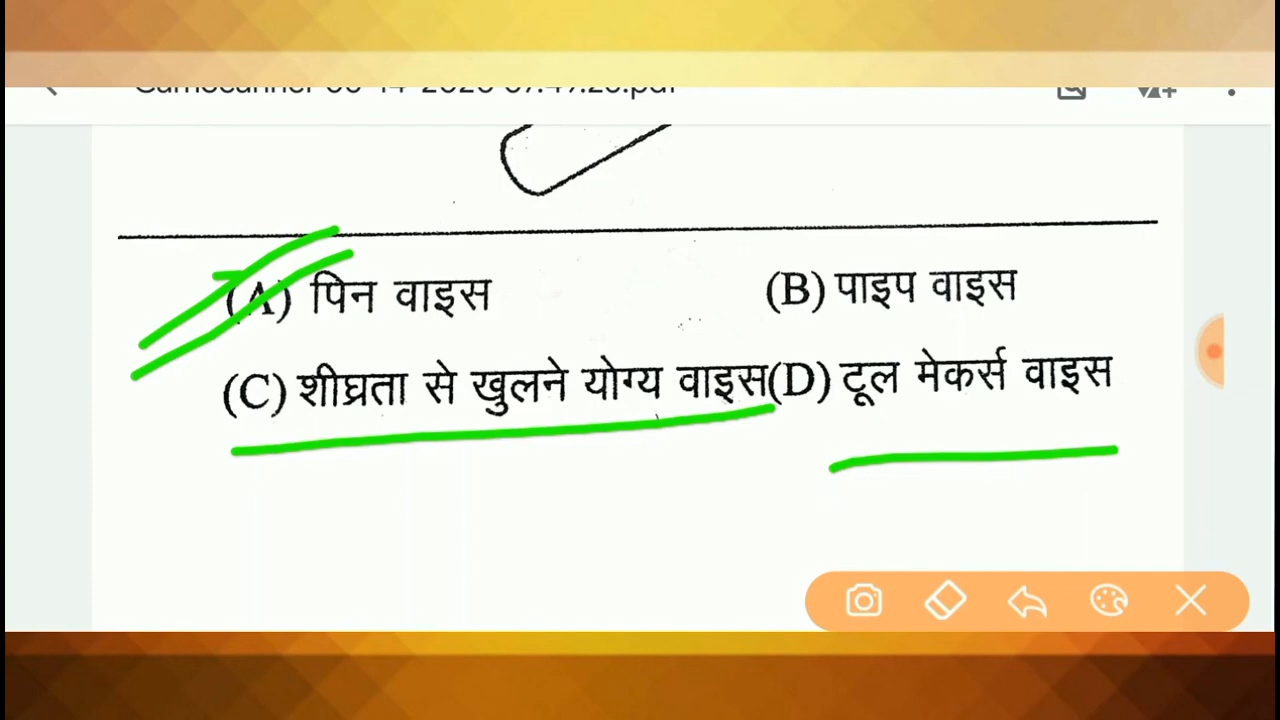 (A) पिन वाइस (B) पाइप वाइस
(C) शीघ्रता से खुलने योग्य वाइस (D) टूल मेकर्स वाइस